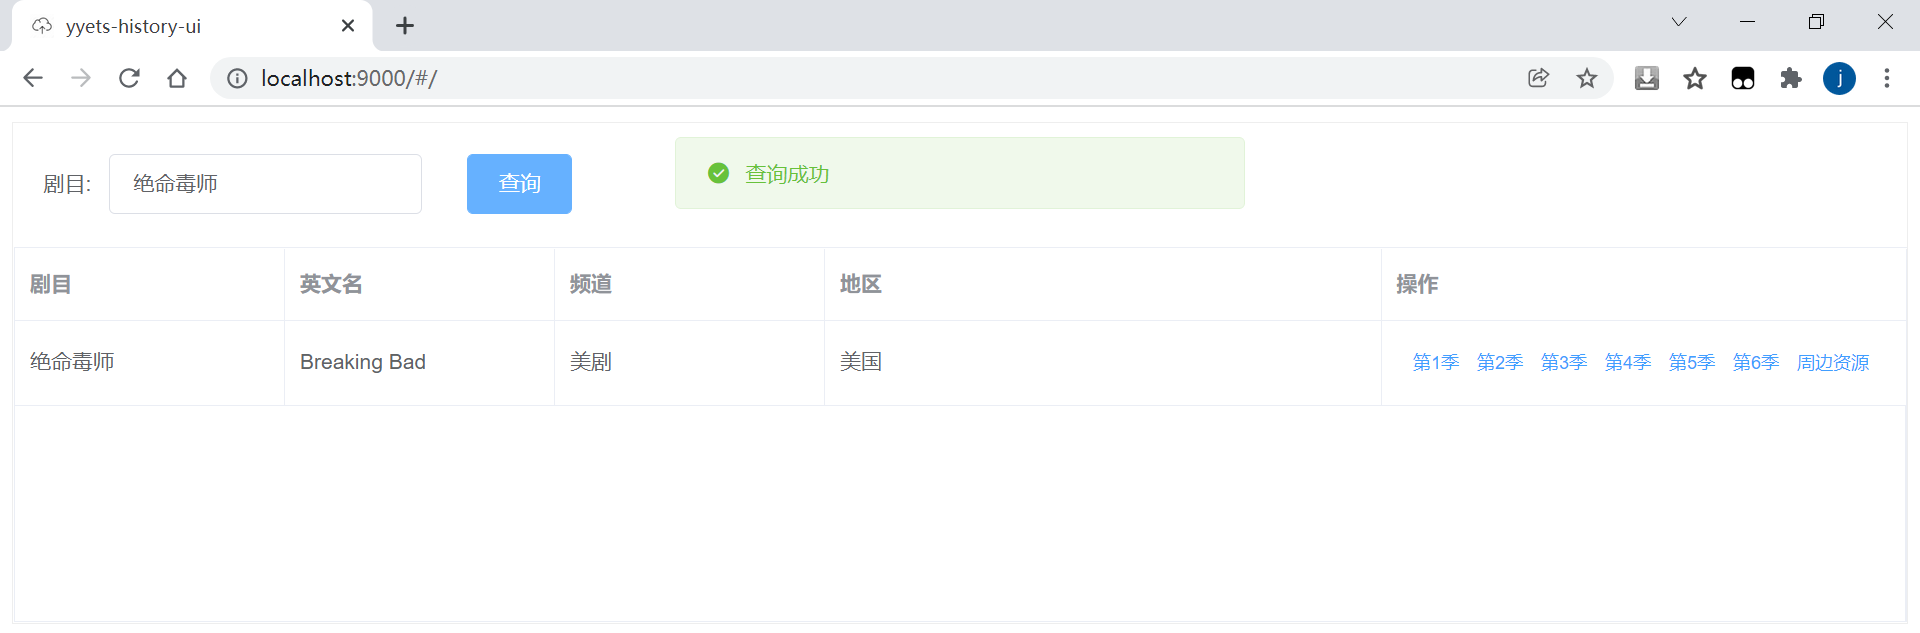 yyets-history-ui
localhost:9000/#/
j
剧目: 绝命毒师 查询 查询成功
剧目 英文名 频道 地区 操作
绝命毒师 Breaking Bad 美剧 美国 第1季 第2季 第3季 第4季 第5季 第6季 周边资源